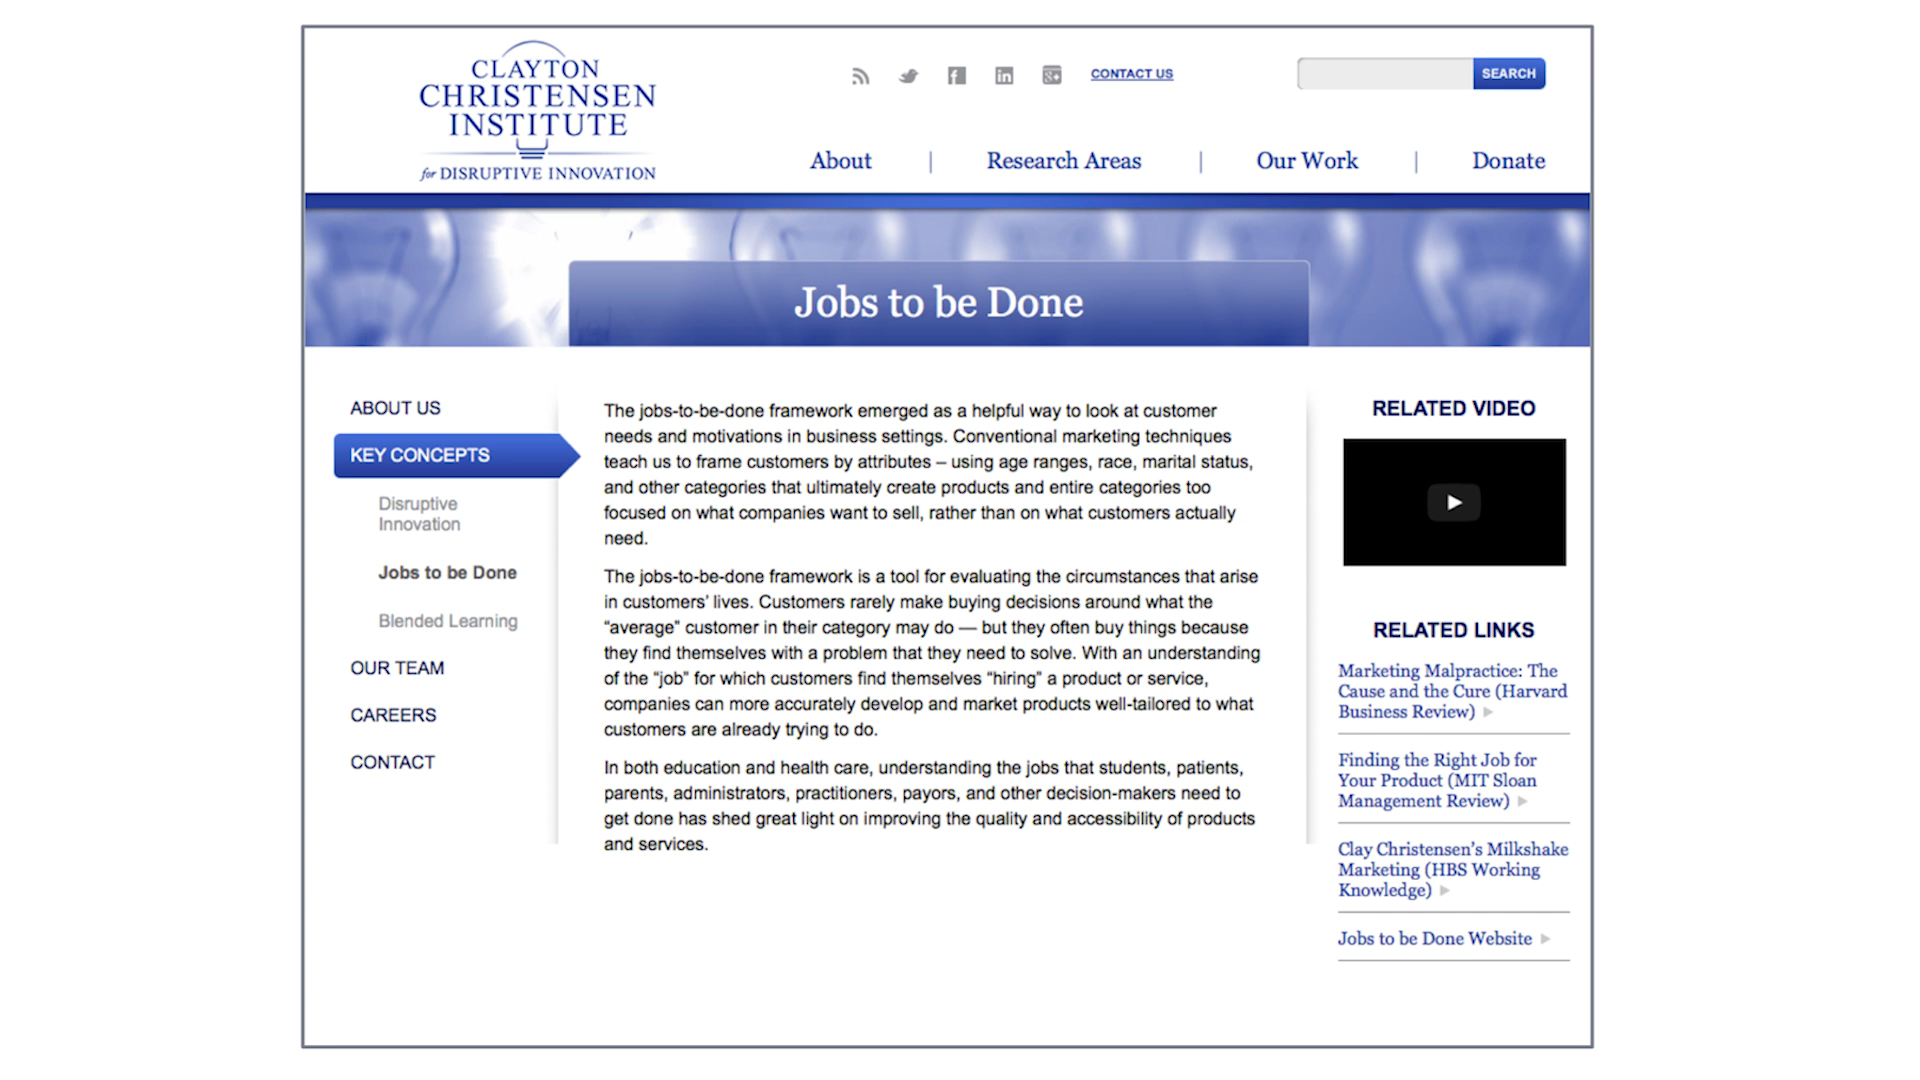 CLAYTON
CHRISTENSEN
INSTITUTE
for DISRUPTIVE INNOVATION
CONTACT US
SEARCH
About | Research Areas | Our Work | Donate
Jobs to be Done
ABOUT US
KEY CONCEPTS
Disruptive
Innovation
Jobs to be Done
Blended Learning
OUR TEAM
CAREERS
CONTACT
The jobs-to-be-done framework emerged as a helpful way to look at customer
needs and motivations in business settings. Conventional marketing techniques
teach us to frame customers by attributes – using age ranges, race, marital status,
and other categories that ultimately create products and entire categories too
focused on what companies want to sell, rather than on what customers actually
need.
The jobs-to-be-done framework is a tool for evaluating the circumstances that arise
in customers’ lives. Customers rarely make buying decisions around what the
“average” customer in their category may do — but they often buy things because
they find themselves with a problem that they need to solve. With an understanding
of the “job” for which customers find themselves “hiring” a product or service,
companies can more accurately develop and market products well-tailored to what
customers are already trying to do.
In both education and health care, understanding the jobs that students, patients,
parents, administrators, practitioners, payors, and other decision-makers need to
get done has shed great light on improving the quality and accessibility of products
and services.
RELATED VIDEO
RELATED LINKS
Marketing Malpractice: The
Cause and the Cure (Harvard
Business Review)
Finding the Right Job for
Your Product (MIT Sloan
Management Review)
Clay Christensen’s Milkshake
Marketing (HBS Working
Knowledge)
Jobs to be Done Website